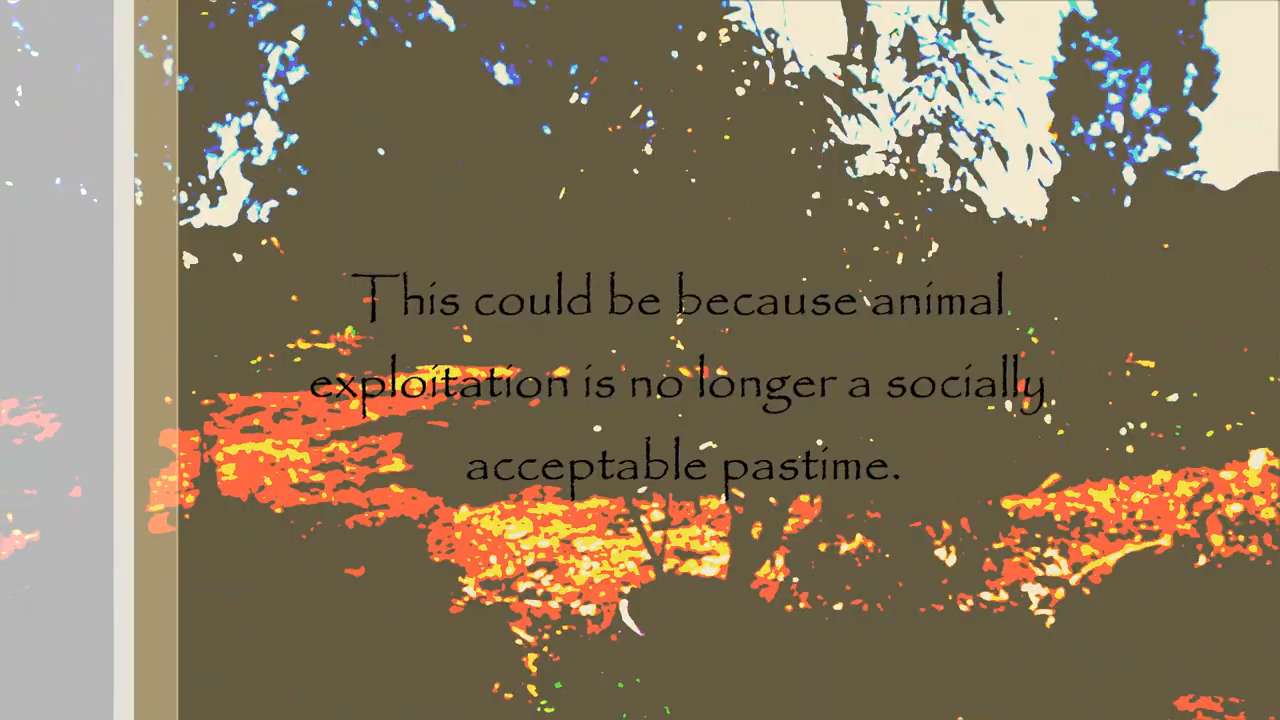 This could be because animal
exploitation is no longer a socially
acceptable pastime.